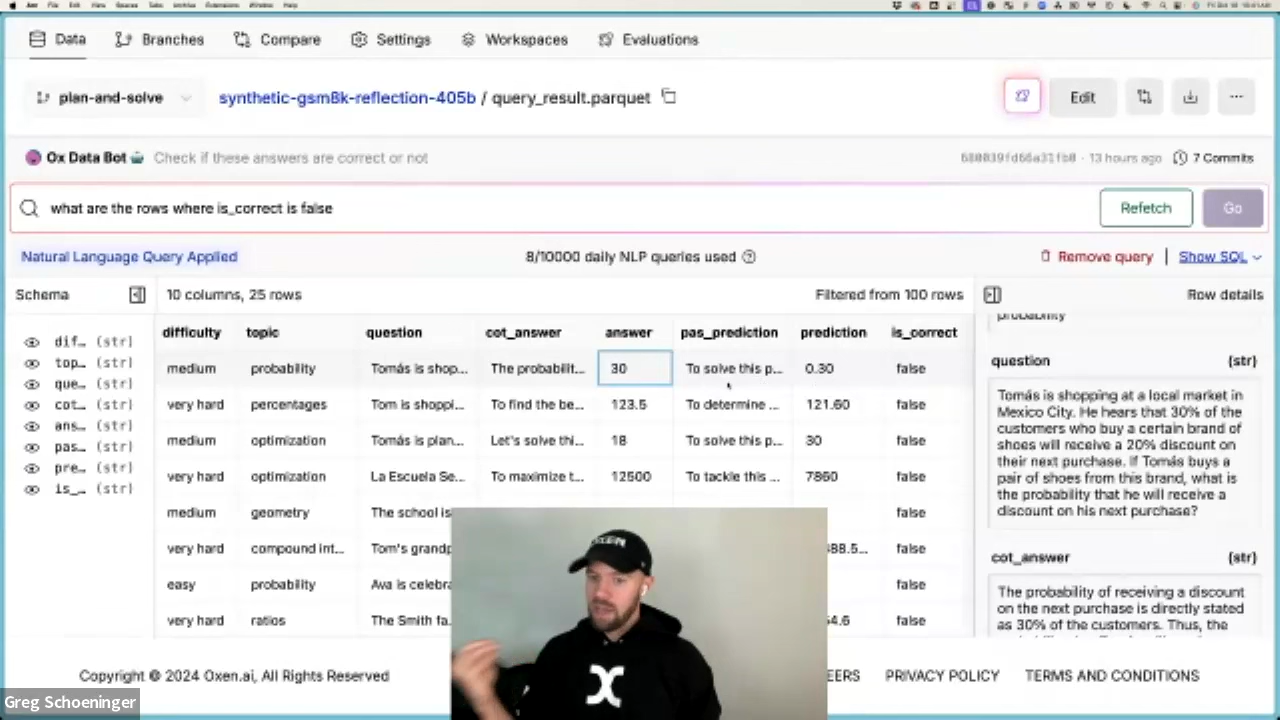 Data Branches Compare Settings Workspaces Evaluations
plan-and-solve synthetic-gsm8k-reflection-405b / query_result.parquet Edit ...
Ox Data Bot Check if these answers are correct or not 13 hours ago 7 Commits
what are the rows where is_correct is false Refetch Go
Natural Language Query Applied 8/10000 daily NLP queries used Remove query | Show SQL
Schema 10 columns, 25 rows Filtered from 100 rows Row details
dif… (str)
top… (str)
que… (str)
cot… (str)
ans… (str)
pas… (str)
pre… (str)
is_… (str)
difficulty topic question cot_answer answer pas_prediction prediction is_correct
medium probability Tomás is shop... The probabilit... 30 To solve this p... 0.30 false
very hard percentages Tom is shoppi... To find the be... 123.5 To determine ... 121.60 false
medium optimization Tomás is plan... Let's solve thi... 18 To solve this p... 30 false
very hard optimization La Escuela Se... To maximize t... 12500 To tackle this ... 7860 false
medium geometry The school is false
very hard compound int... Tom's grandp false
easy probability Ava is celebra false
very hard ratios The Smith fa. false
probability
question (str)
Tomás is shopping at a local market in
Mexico City. He hears that 30% of the
customers who buy a certain brand of
shoes will receive a 20% discount on
their next purchase. If Tomás buys a
pair of shoes from this brand, what is
the probability that he will receive a
discount on his next purchase?
cot_answer (str)
The probability of receiving a discount
on the next purchase is directly stated
as 30% of the customers. Thus, the
OXEN
Copyright © 2024 Oxen.ai, All Rights Reserved EERS PRIVACY POLICY TERMS AND CONDITIONS
Greg Schoeninger